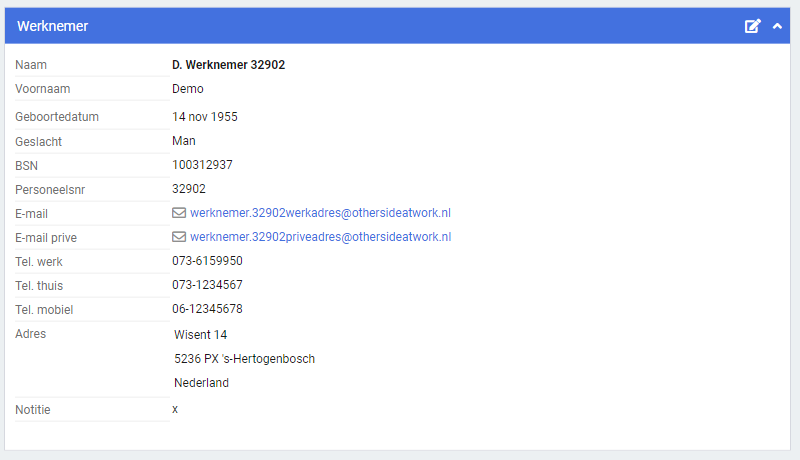 Werknemer
Naam D. Werknemer 32902
Voornaam Demo
Geboortedatum 14 nov 1955
Geslacht Man
BSN 100312937
Personeelsnr 32902
E-mail werknemer.32902werkadres@othersideatwork.nl
E-mail prive werknemer.32902priveadres@othersideatwork.nl
Tel. werk 073-6159950
Tel. thuis 073-1234567
Tel. mobiel 06-12345678
Adres Wisent 14
5236 PX 's-Hertogenbosch
Nederland
Notitie x